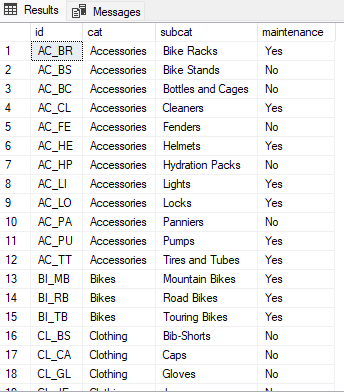 Results Messages
id cat subcat maintenance
1 AC_BR Accessories Bike Racks Yes
2 AC_BS Accessories Bike Stands No
3 AC_BC Accessories Bottles and Cages No
4 AC_CL Accessories Cleaners Yes
5 AC_FE Accessories Fenders No
6 AC_HE Accessories Helmets Yes
7 AC_HP Accessories Hydration Packs No
8 AC_LI Accessories Lights Yes
9 AC_LO Accessories Locks Yes
10 AC_PA Accessories Panniers No
11 AC_PU Accessories Pumps Yes
12 AC_TT Accessories Tires and Tubes Yes
13 BI_MB Bikes Mountain Bikes Yes
14 BI_RB Bikes Road Bikes Yes
15 BI_TB Bikes Touring Bikes Yes
16 CL_BS Clothing Bib-Shorts No
17 CL_CA Clothing Caps No
18 CL_GL Clothing Gloves No